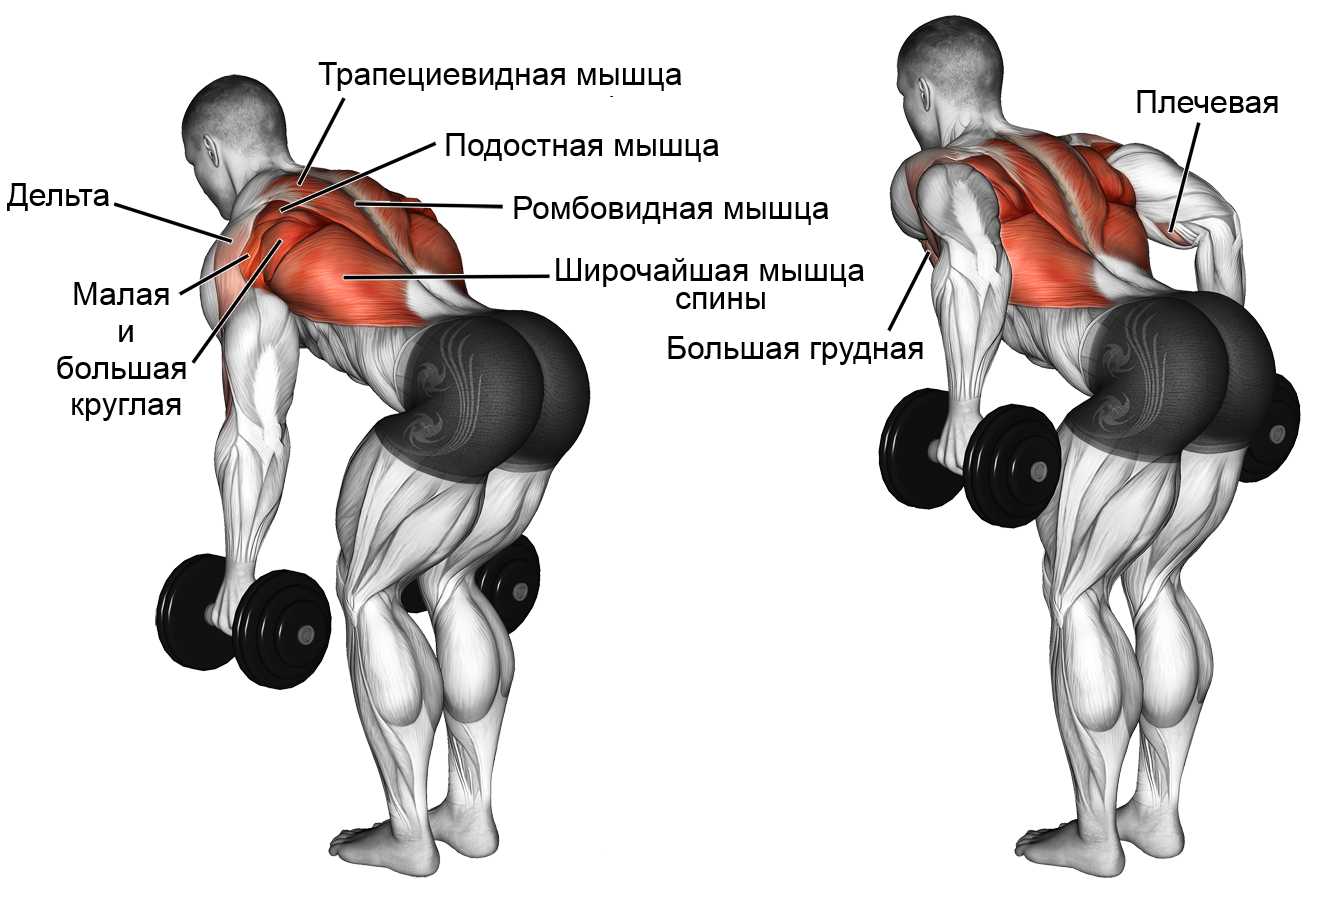 Трапециевидная мышца
Подостная мышца
Дельта
Ромбовидная мышца
Широчайшая мышца
спины
Малая
и
большая
круглая
Плечевая
Большая грудная